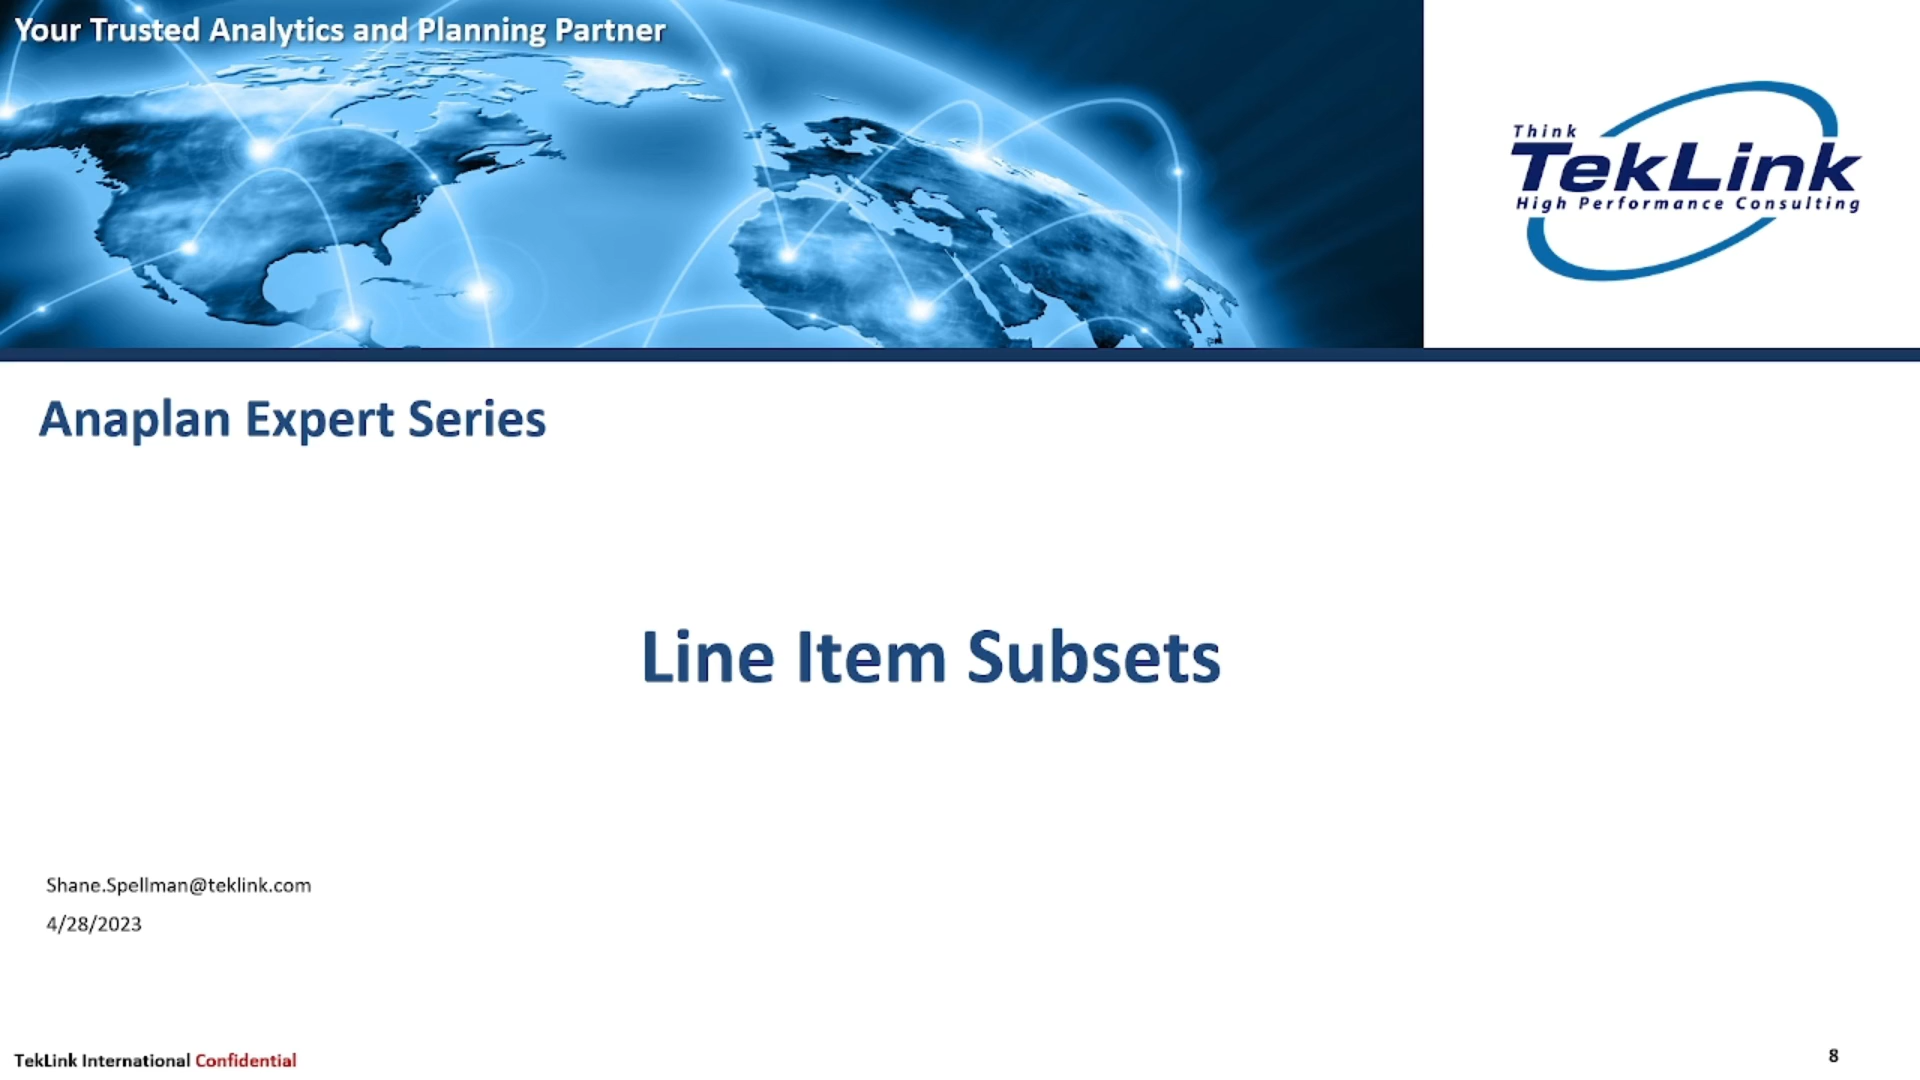 Your Trusted Analytics and Planning Partner
Think
TekLink
High Performance Consulting
Anaplan Expert Series
Line Item Subsets
Shane.Spellman@teklink.com
4/28/2023
TekLink International Confidential
8